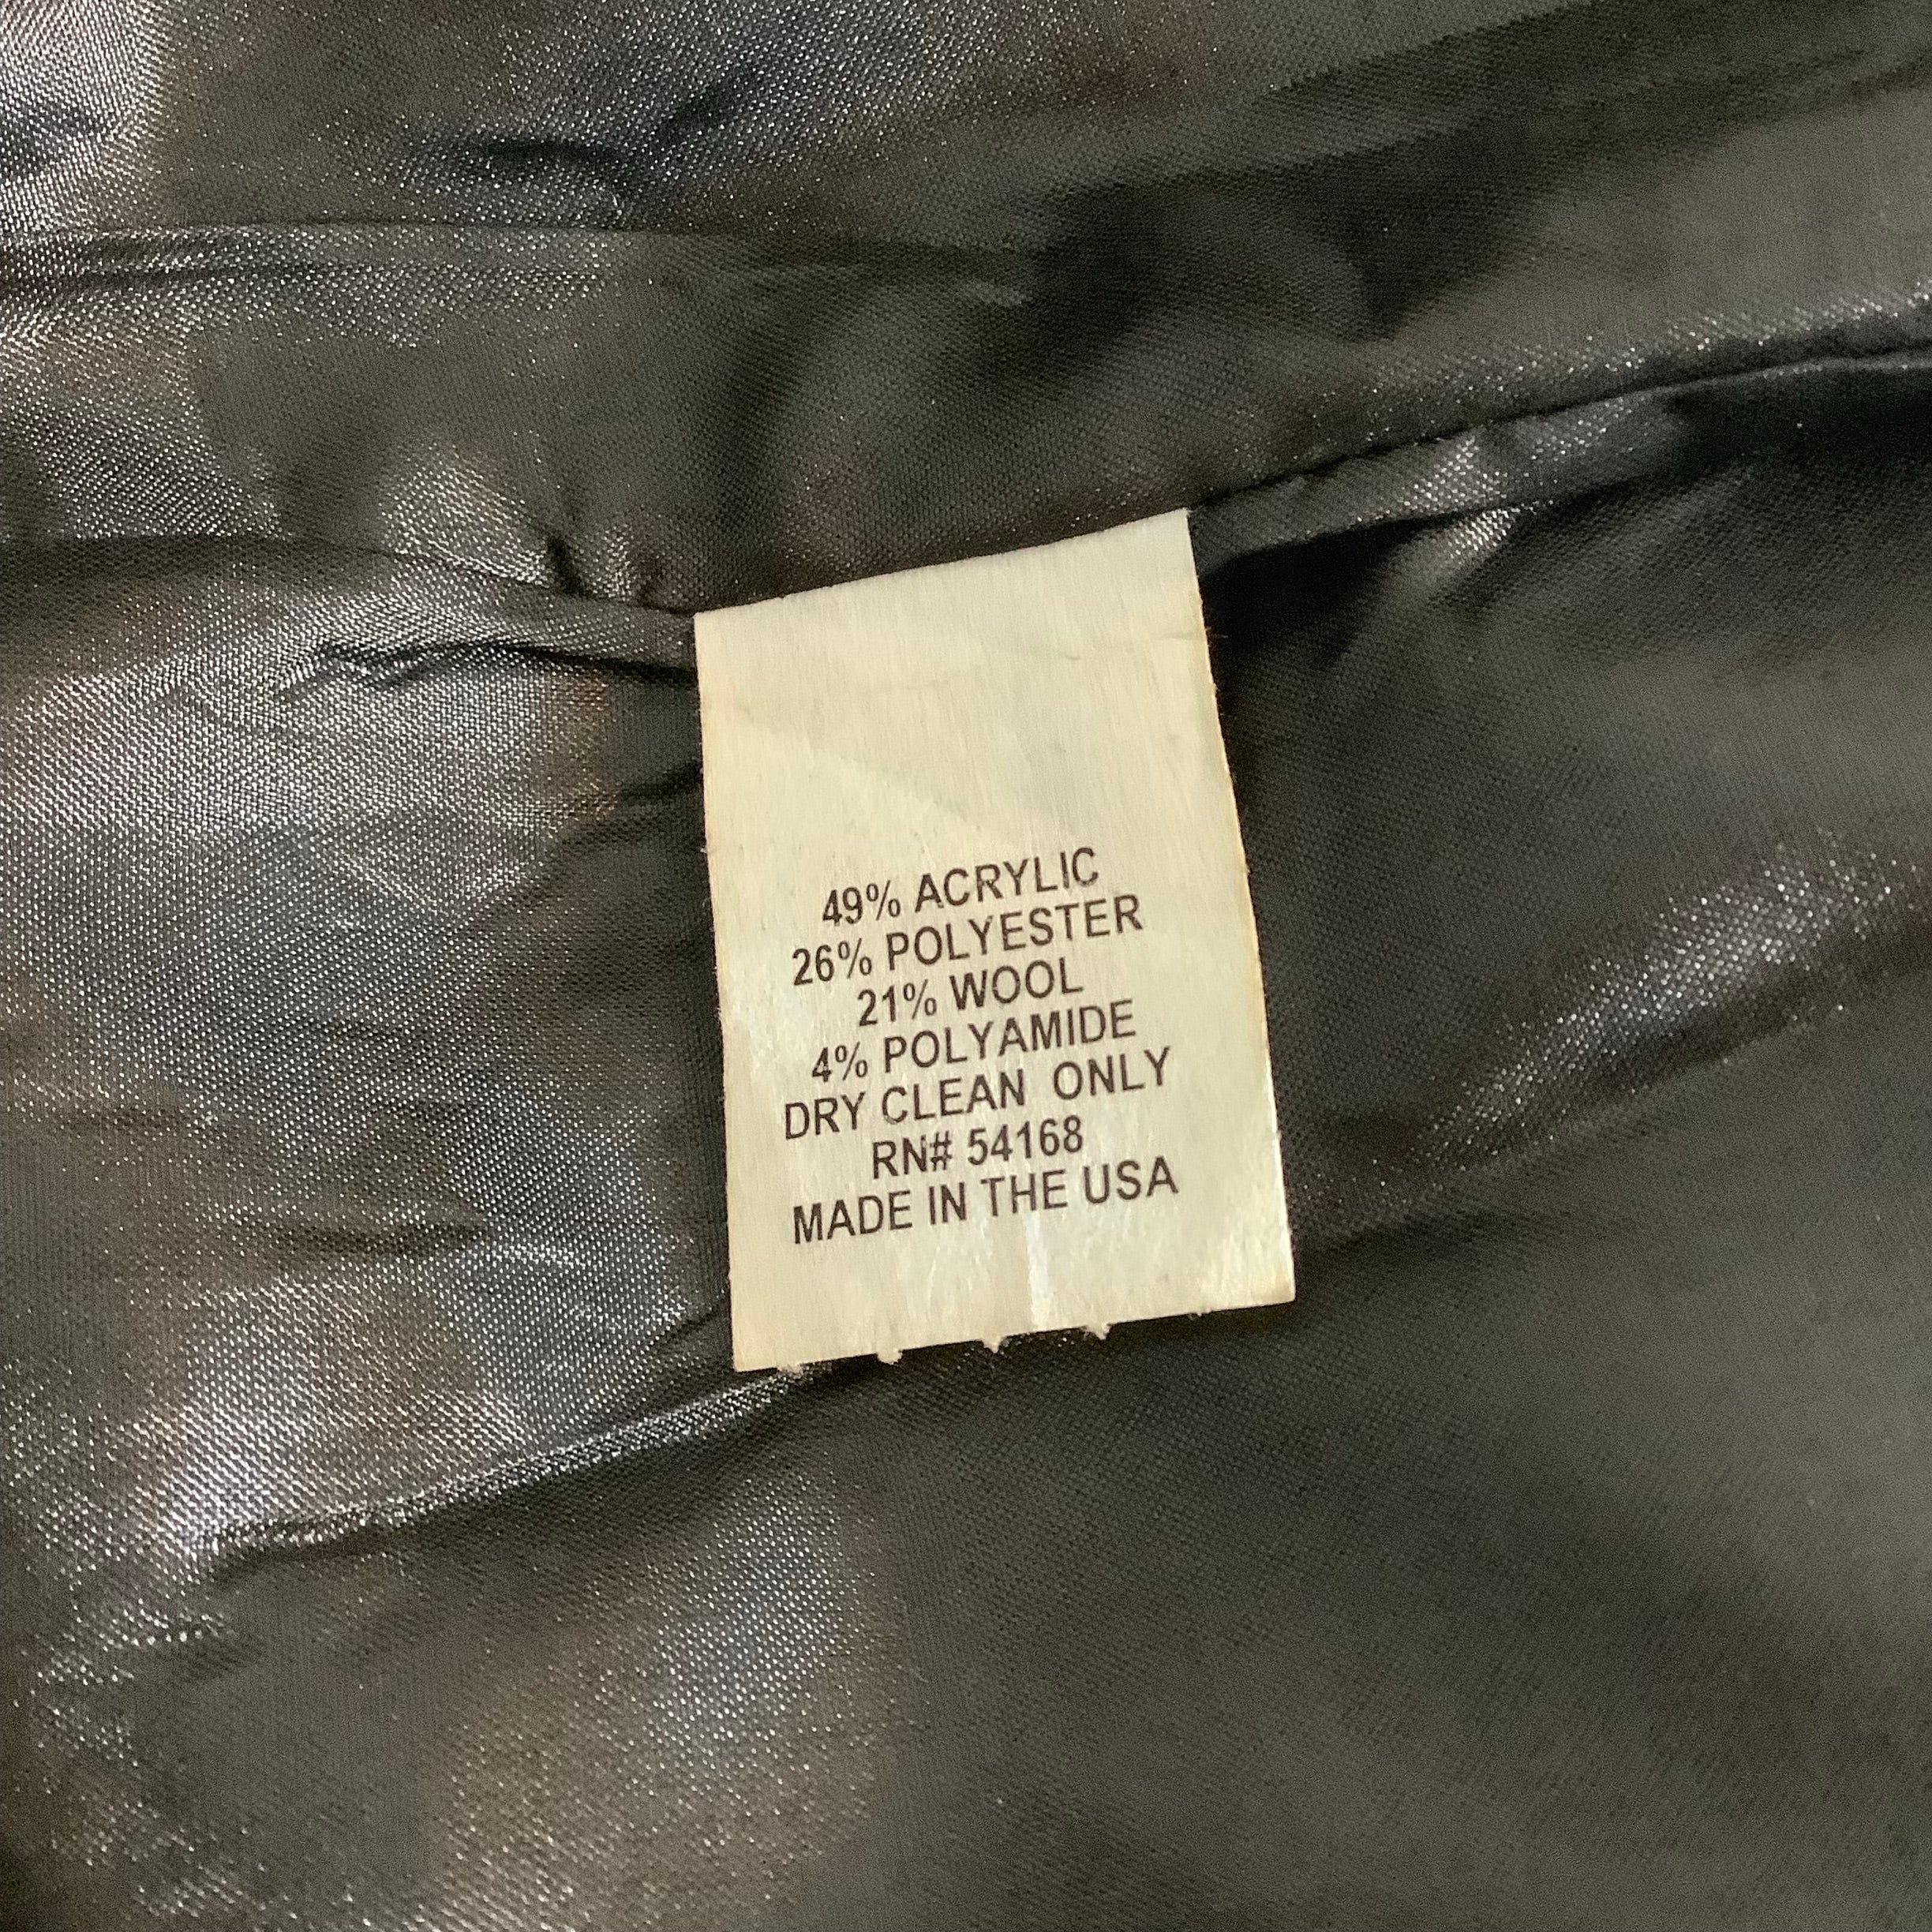 49% ACRYLIC
26% POLYESTER
21% WOOL
4% POLYAMIDE
DRY CLEAN ONLY
RN# 54168
MADE IN THE USA